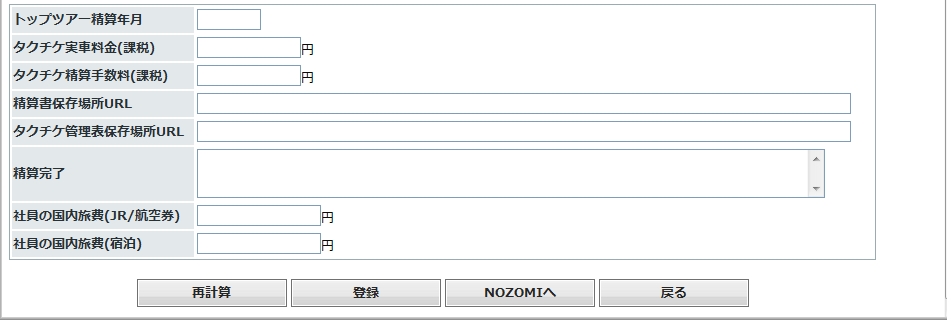 トップツアー精算年月
タクチケ実車料金(課税) 円
タクチケ精算手数料(課税) 円
精算書保存場所URL
タクチケ管理表保存場所URL
精算完了
社員の国内旅費(JR/航空券) 円
社員の国内旅費(宿泊) 円
再計算 登録 NOZOMIへ 戻る